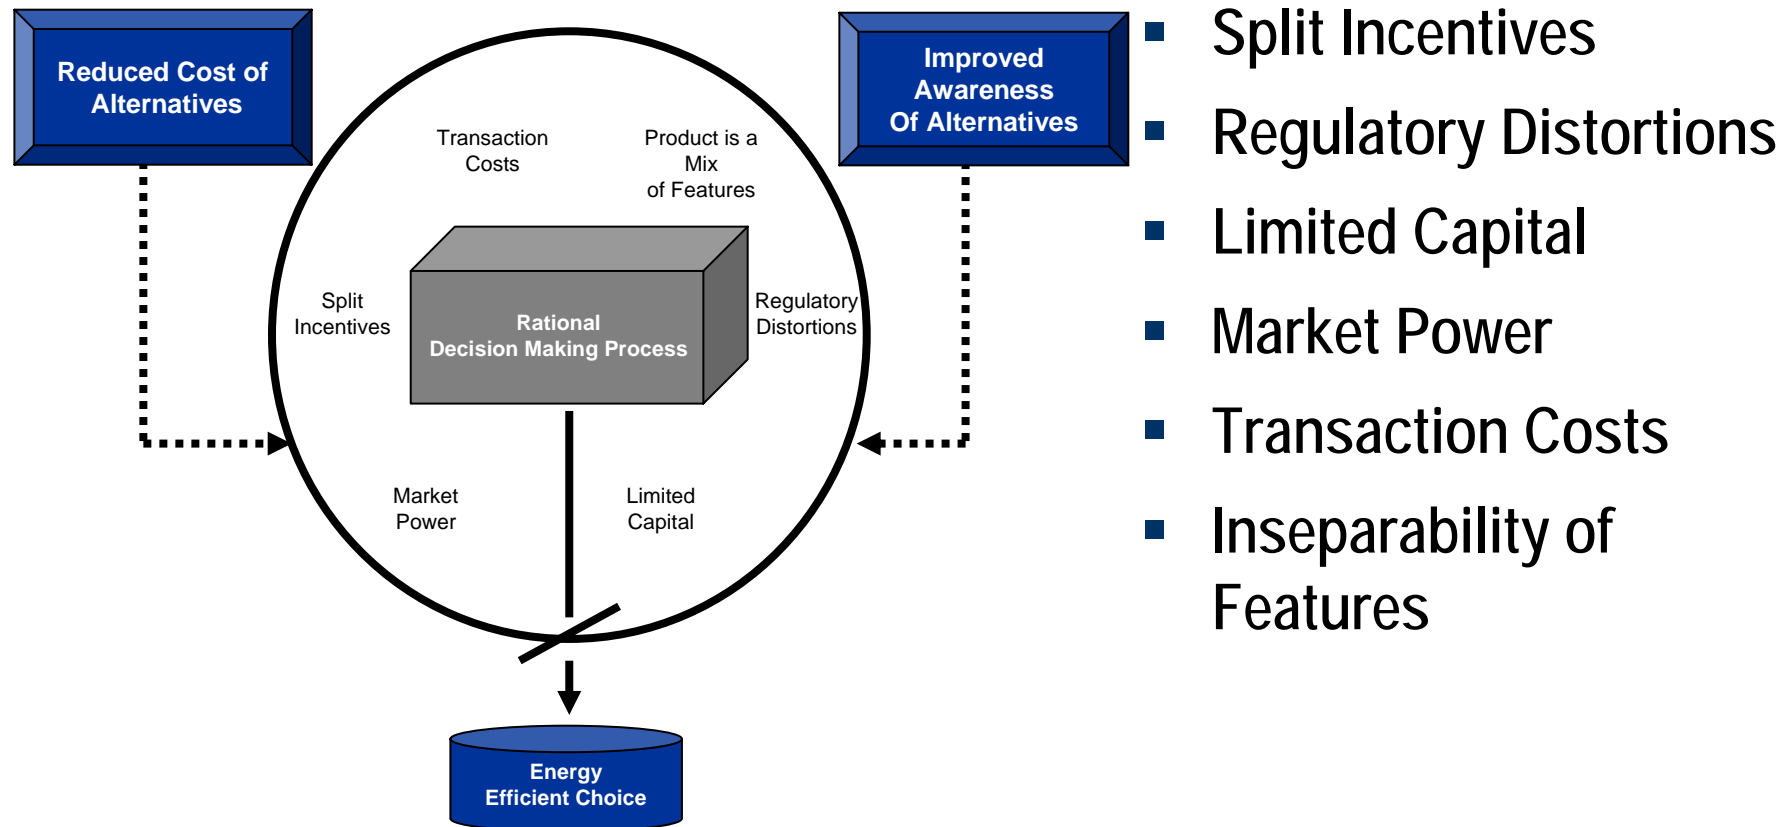 Reduced Cost of
Alternatives
Improved
Awareness
Of Alternatives
Transaction
Costs
Product is a
Mix
of Features
Split
Incentives
Rational
Decision Making Process
Regulatory
Distortions
Market
Power
Limited
Capital
Energy
Efficient Choice
Split Incentives
Regulatory Distortions
Limited Capital
Market Power
Transaction Costs
Inseparability of
Features